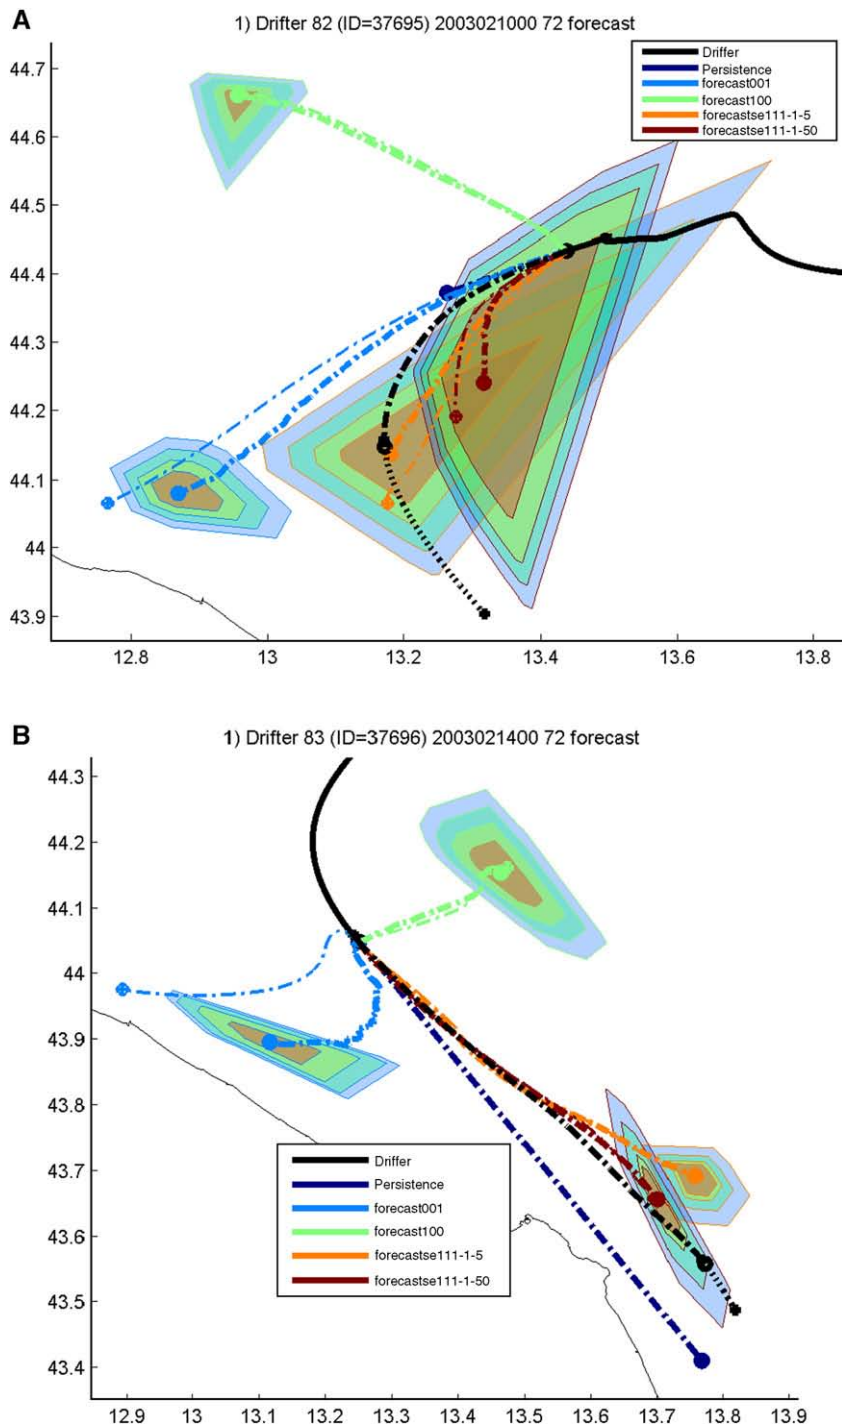 A
1) Drifter 82 (ID=37695) 2003021000 72 forecast
44.7
44.6
44.5
44.4
44.3
44.2
44.1
44
43.9
12.8
13
13.2
13.4
13.6
13.8
Drifer
Persistence
forecast001
forecast100
forecastse111-1-5
forecastse111-1-50
B
1) Drifter 83 (ID=37696) 2003021400 72 forecast
44.3
44.2
44.1
44
43.9
43.8
43.7
43.6
43.5
43.4
Drifer
Persistence
forecast001
forecast100
forecastse111-1-5
forecastse111-1-50
12.9
13.1
13.2
13.3
13.4
13.5
13.6
13.7
13.8
13.9